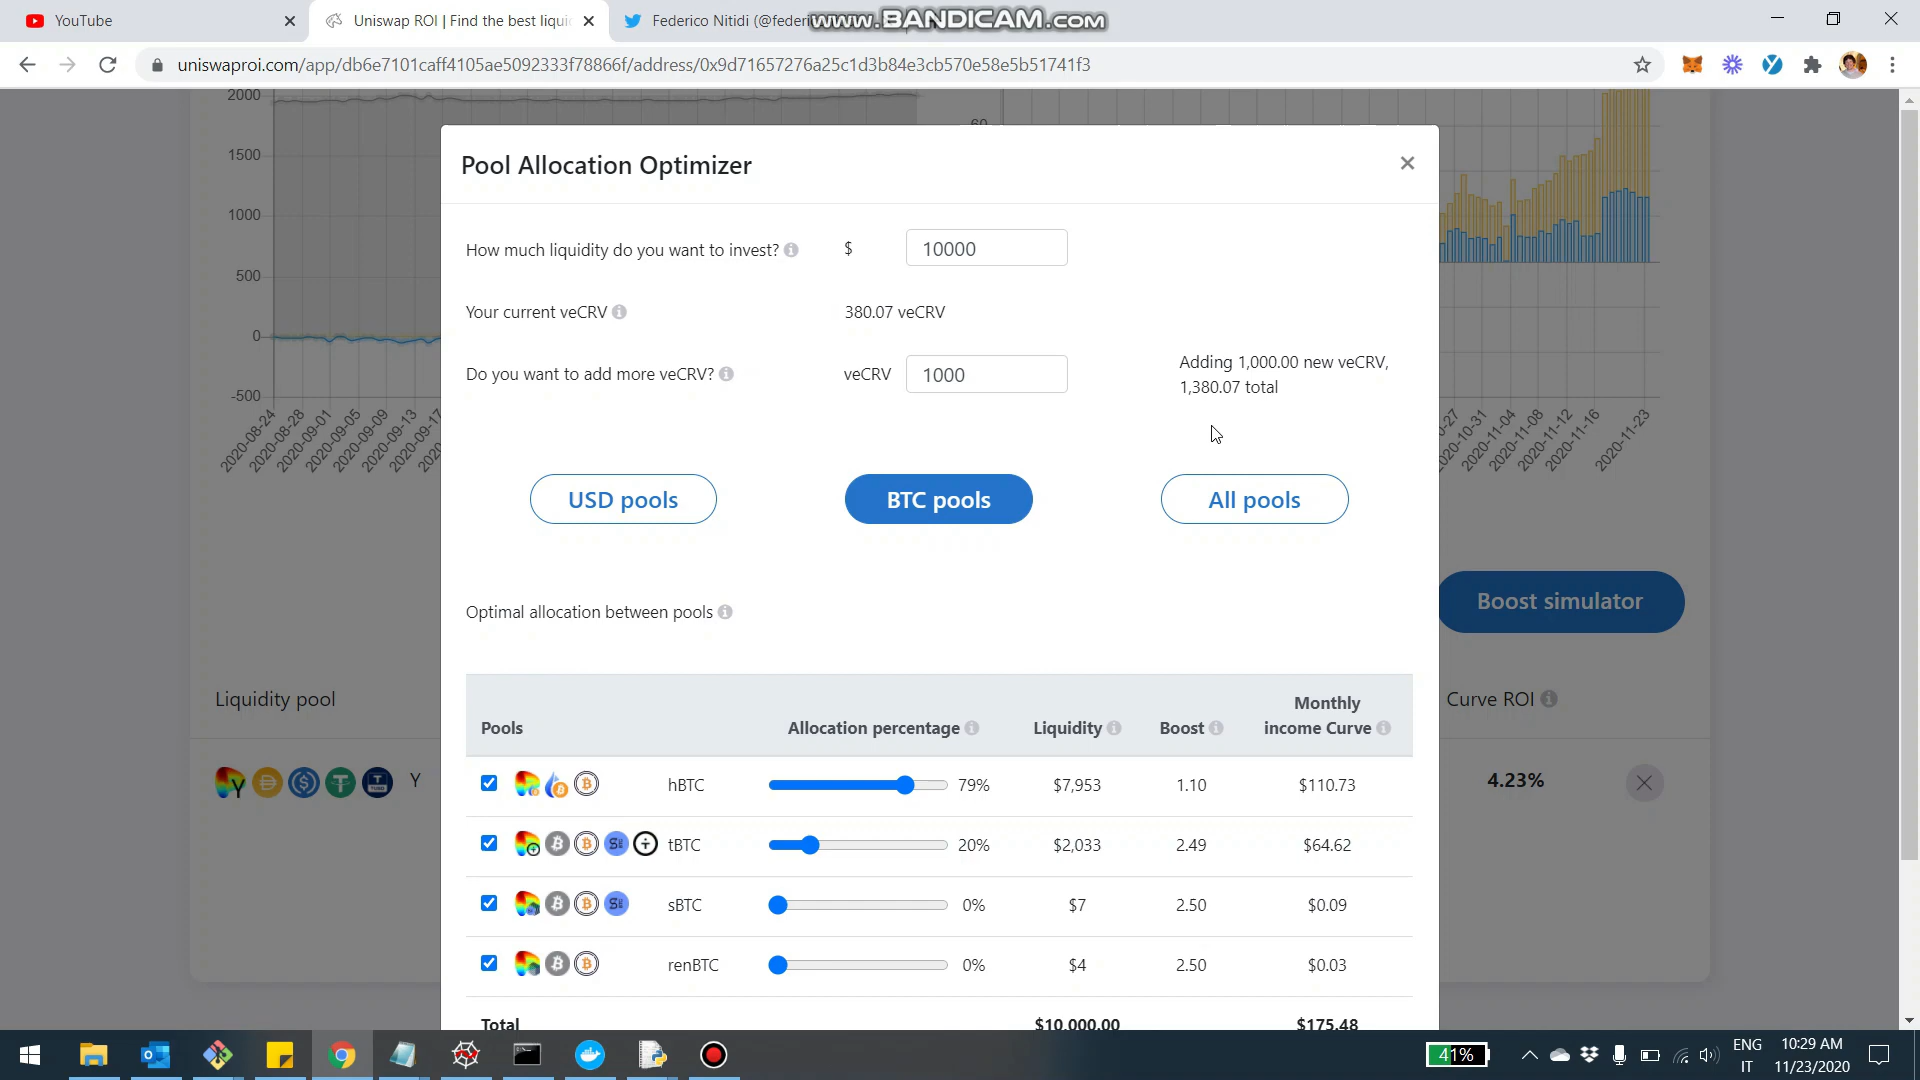 YouTube
Uniswap ROI | Find the best liquid
Federico Nitidi (@federi
www.BANDICAM.com
uniswaproi.com/app/db6e7101caff4105ae5092333f78866f/address/0x9d71657276a25c1d3b84e3cb570e58e5b51741f3
2000
1500
1000
500
0
-500
60
2020-08-24
2020-08-28
2020-09-01
2020-09-05
2020-09-09
2020-09-13
2020-09-17
2020-10-31
2020-11-04
2020-11-08
2020-11-12
2020-11-16
2020-11-23
Pool Allocation Optimizer
How much liquidity do you want to invest?
$
10000
Your current veCRV
380.07 veCRV
Do you want to add more veCRV?
veCRV
1000
Adding 1,000.00 new veCRV,
1,380.07 total
USD pools
BTC pools
All pools
Optimal allocation between pools
Boost simulator
Liquidity pool
Curve ROI
Y
4.23%
Pools
Allocation percentage
Liquidity
Boost
Monthly
income Curve
hBTC 79% $7,953 1.10 $110.73
tBTC 20% $2,033 2.49 $64.62
sBTC 0% $7 2.50 $0.09
renBTC 0% $4 2.50 $0.03
Total $10,000.00 $175.48
41%
ENG
IT
10:29 AM
11/23/2020